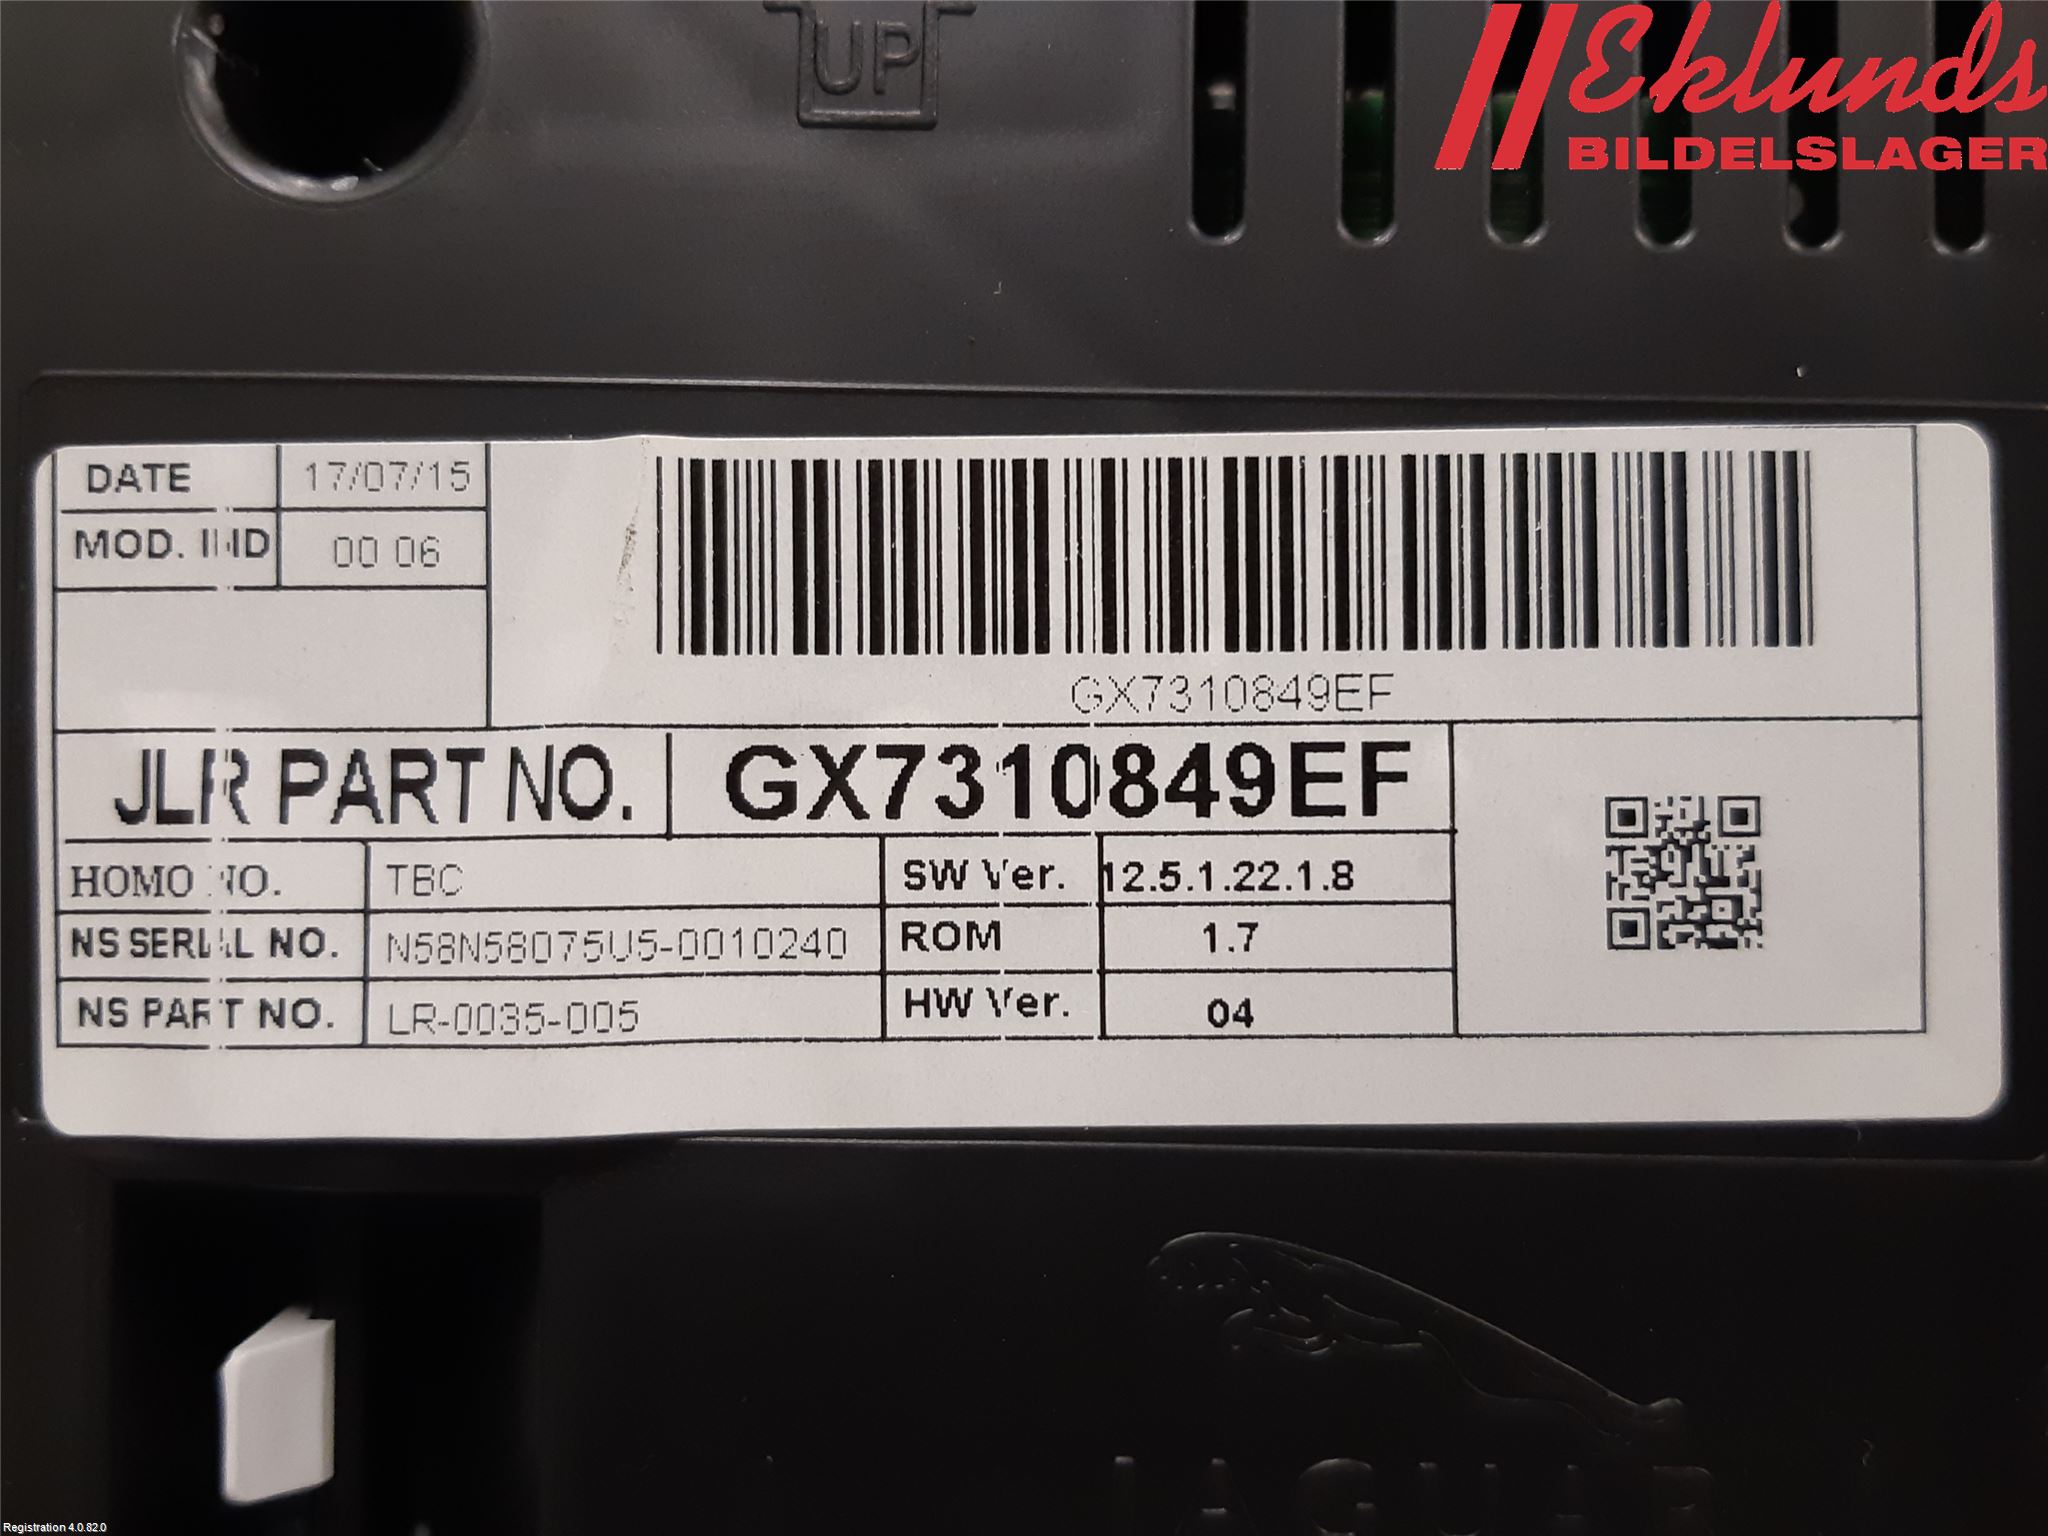 UP
Eklunds
BILDELSLAGER
DATE 17/07/15
MOD. IND 00 06
GX7310849EF
JLR PART NO. GX7310849EF
HOMO NO. TBC SW Ver. 12.5.1.22.1.8
NS SERIAL NO. N58N58075U5-0010240 ROM 1.7
NS PART NO. LR-0035-005 HW Ver. 04
JAGUAR
Registration 4.0.82.0